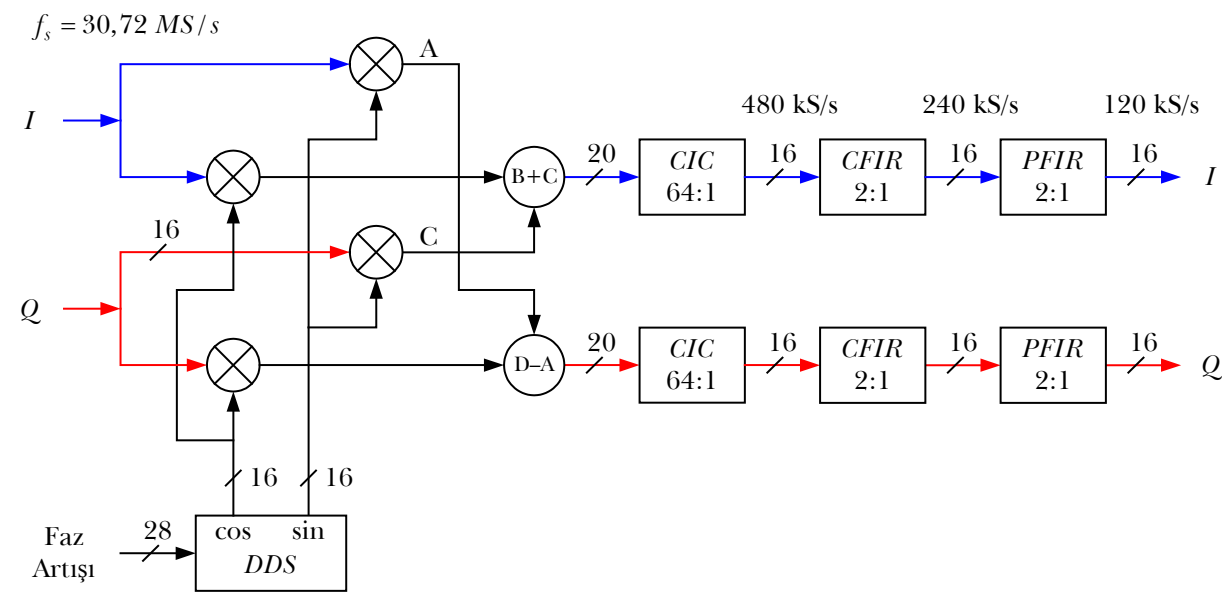 f_s = 30,72 MS/s
A
I
480 kS/s
240 kS/s
120 kS/s
B+C
20
CIC
64:1
16
CFIR
2:1
16
PFIR
2:1
16
I
16
C
Q
D–A
20
CIC
64:1
16
CFIR
2:1
16
PFIR
2:1
16
Q
16
16
Faz
Artışı
28
cos
sin
DDS